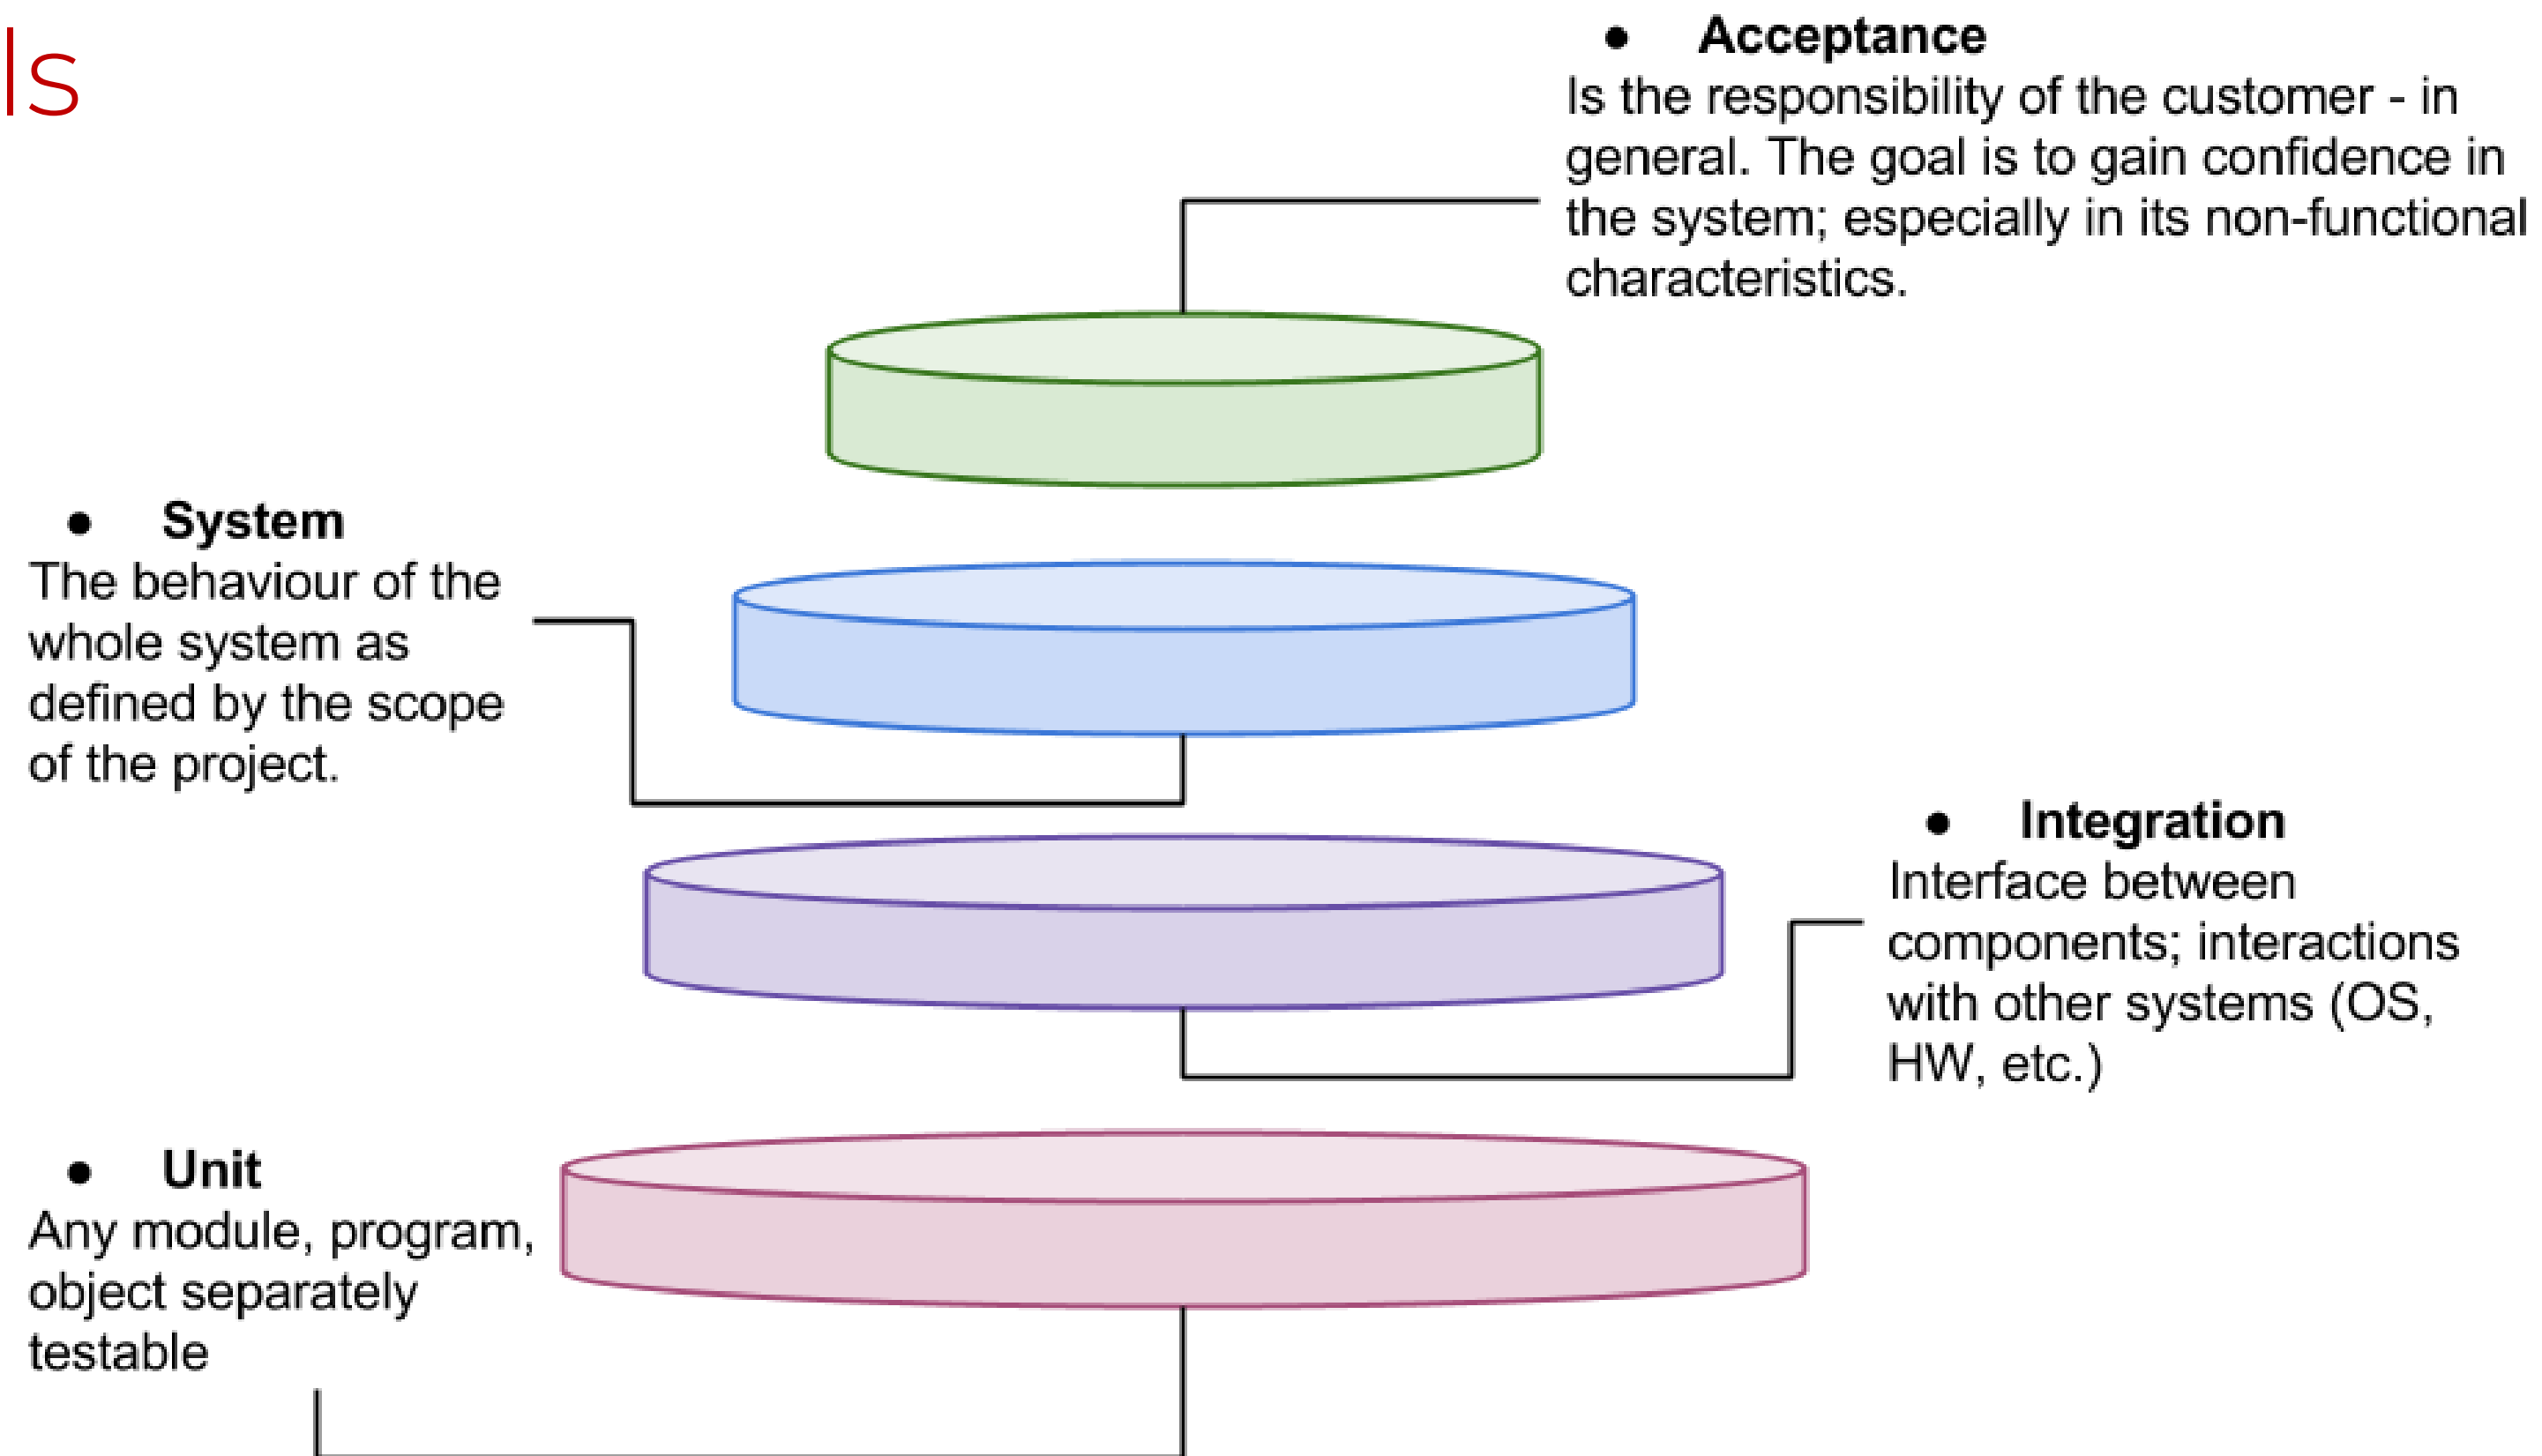 ls
• Acceptance
Is the responsibility of the customer - in
general. The goal is to gain confidence in
the system; especially in its non-functional
characteristics.
• System
The behaviour of the
whole system as
defined by the scope
of the project.
• Integration
Interface between
components; interactions
with other systems (OS,
HW, etc.)
• Unit
Any module, program,
object separately
testable